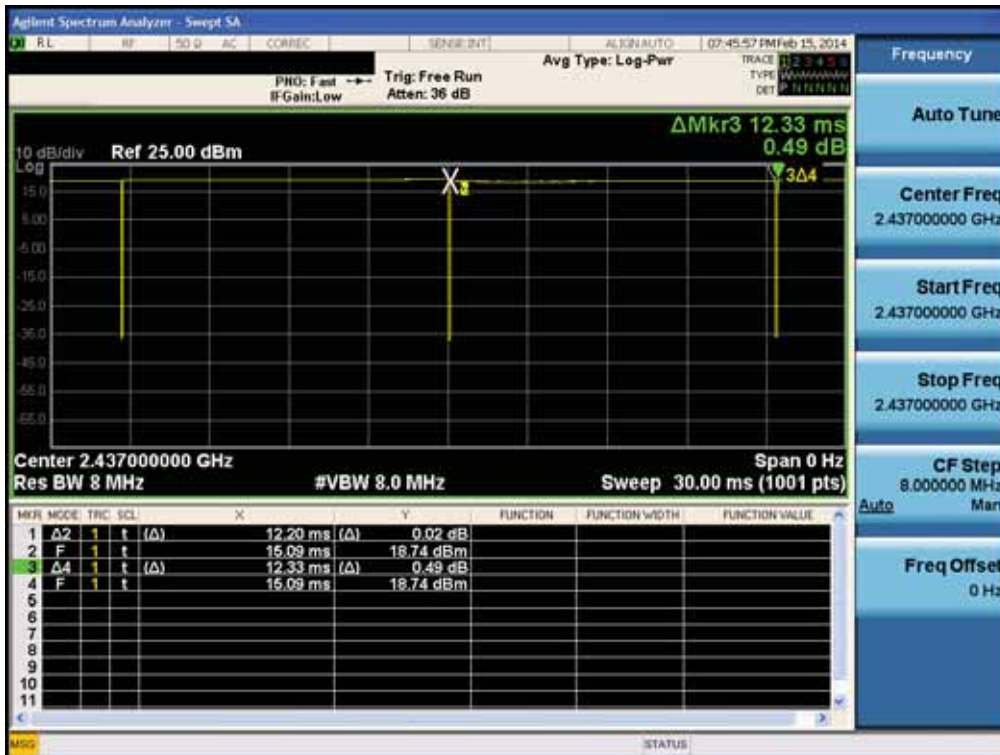 Agilent Spectrum Analyzer - Swept SA
RL RF 50 Ω AC CORREC SENSE:INT ALIGNAUTO 07:45:57 PM Feb 15, 2014
Frequency
PNO: Fast
IFGain:Low
Trig: Free Run
Atten: 36 dB
Avg Type: Log-Pwr
TRACE 1 2 3 4 5 6
TYPE
DET P N N N N N
ΔMkr3 12.33 ms
0.49 dB
10 dB/div Ref 25.00 dBm
Log
15.0
5.00
-5.00
-15.0
-25.0
-35.0
-45.0
-55.0
-65.0
3Δ4
Center 2.437000000 GHz Span 0 Hz
Res BW 8 MHz #VBW 8.0 MHz Sweep 30.00 ms (1001 pts)
MKR MODE TRC SCL X Y FUNCTION FUNCTION WIDTH FUNCTION VALUE
1 Δ2 1 t (Δ) 12.20 ms (Δ) 0.02 dB
2 F 1 t 15.09 ms 18.74 dBm
3 Δ4 1 t (Δ) 12.33 ms (Δ) 0.49 dB
4 F 1 t 15.09 ms 18.74 dBm
5
6
7
8
9
10
11
MSG STATUS
Auto Tune
Center Freq
2.437000000 GHz
Start Freq
2.437000000 GHz
Stop Freq
2.437000000 GHz
CF Step
8.000000 MHz
Auto Man
Freq Offset
0 Hz